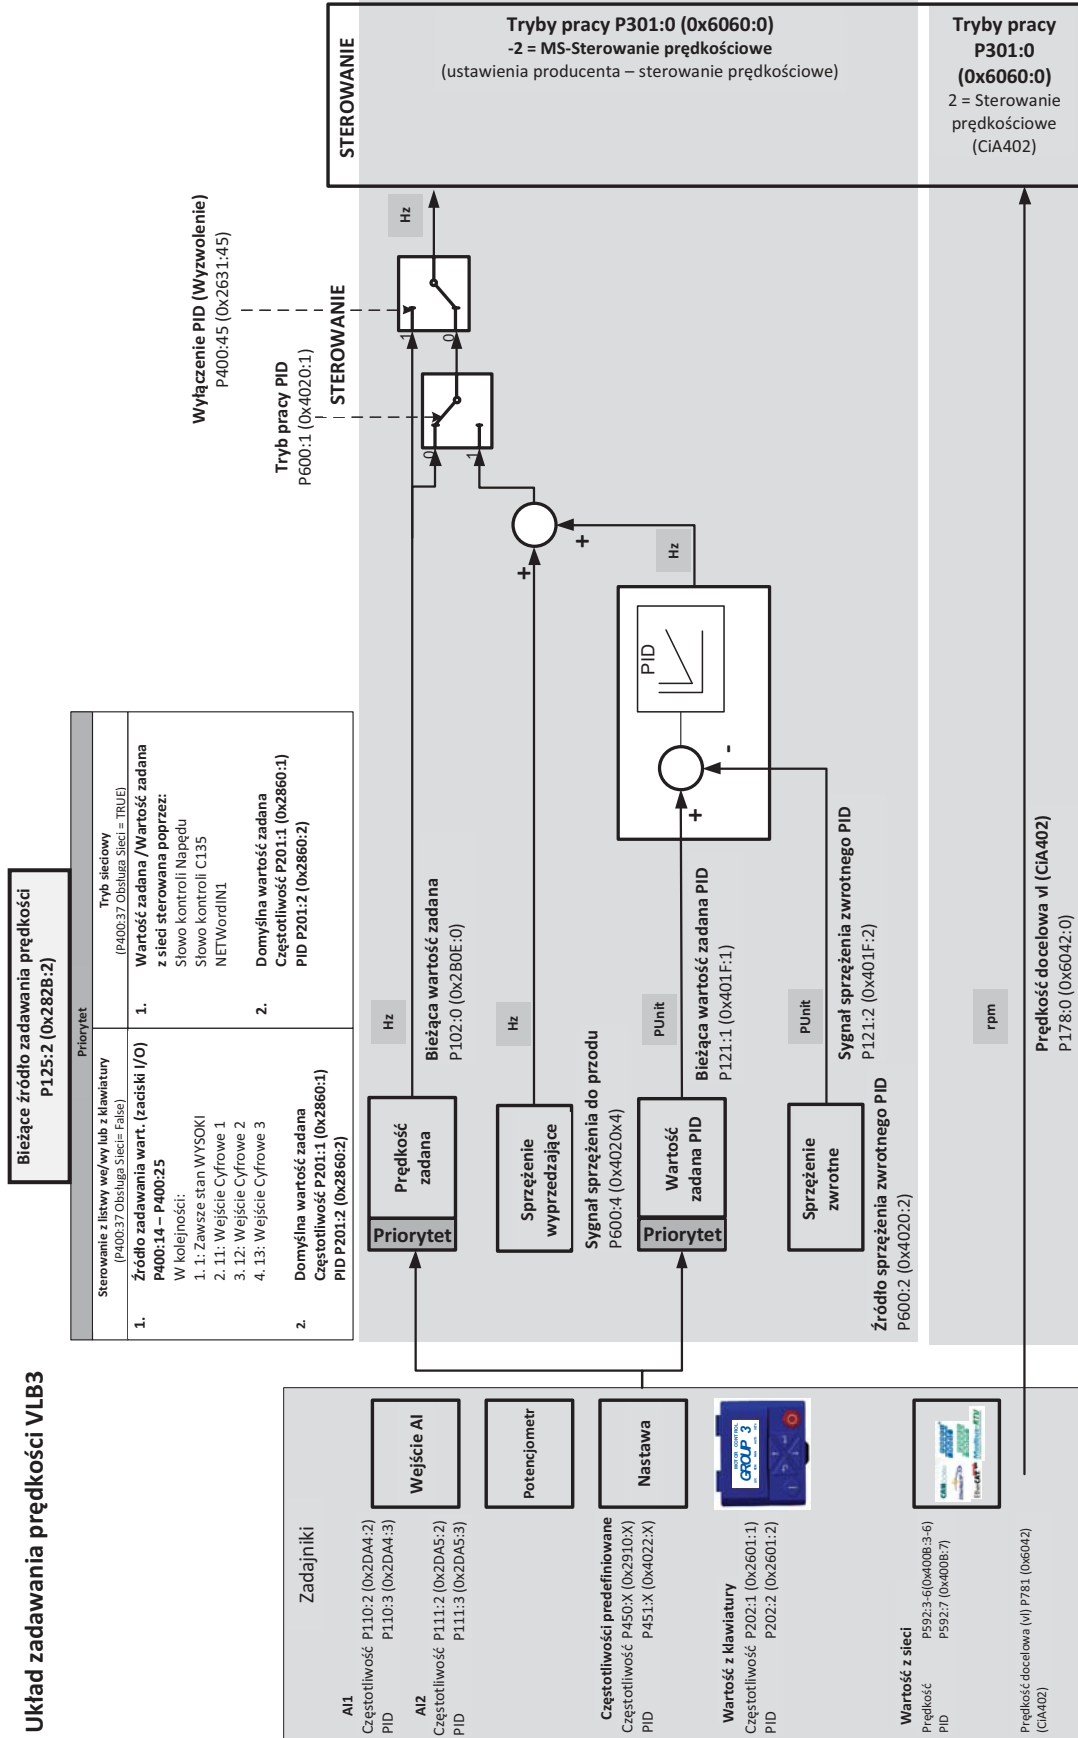 Układ zadawania prędkości VLB3
Bieżące źródło zadawania prędkości
P125:2 (0x282B:2)
Priorytet
Sterowanie z listwy we/wy lub z klawiatury
(P400:37 Obsługa Sieci= False)
1. Źródło zadawania wart. (zaciski I/O)
P400:14 – P400:25
W kolejności:
1. 1: Zawsze stan WYSOKI
2. 11: Wejście Cyfrowe 1
3. 12: Wejście Cyfrowe 2
4. 13: Wejście Cyfrowe 3
2. Domyślna wartość zadana
Częstotliwość P201:1 (0x2860:1)
PID P201:2 (0x2860:2)
Tryb sieciowy
(P400:37 Obsługa Sieci = TRUE)
1. Wartość zadana /Wartość zadana
z sieci sterowana poprzez:
Słowo kontroli Napędu
Słowo kontroli C135
NETWordIN1
2. Domyślna wartość zadana
Częstotliwość P201:1 (0x2860:1)
PID P201:2 (0x2860:2)
Zadajniki
AI1
Częstotliwość P110:2 (0x2DA4:2)
PID P110:3 (0x2DA4:3)
AI2
Częstotliwość P111:2 (0x2DA5:2)
PID P111:3 (0x2DA5:3)
Wejście AI
Potencjometr
Częstotliwości predefiniowane
Częstotliwość P450:X (0x2910:X)
PID P451:X (0x4022:X)
Nastawa
Wartość z klawiatury
Częstotliwość P202:1 (0x2601:1)
PID P202:2 (0x2601:2)
MOTOR CONTROL
GROUP 3
Wartość z sieci
Prędkość P592:3-6(0x400B:3-6)
PID P592:7 (0x400B:7)
EtherCAT
Modbus-RTU
Prędkość docelowa (vl) P781 (0x6042)
(CiA402)
Priorytet
Prędkość
zadana
Hz
Bieżąca wartość zadana
P102:0 (0x2B0E:0)
Sprzężenie
wyprzedzające
Hz
Sygnał sprzężenia do przodu
P600:4 (0x4020x4)
Priorytet
Wartość
zadana PID
PUnit
Bieżąca wartość zadana PID
P121:1 (0x401F:1)
Sprzężenie
zwrotne
PUnit
Sygnał sprzężenia zwrotnego PID
P121:2 (0x401F:2)
Źródło sprzężenia zwrotnego PID
P600:2 (0x4020:2)
rpm
Prędkość docelowa vl (CiA402)
P178:0 (0x6042:0)
+
-
PID
Hz
+
+
Tryb pracy PID
P600:1 (0x4020:1)
0
1
Wyłączenie PID (Wyzwolenie)
P400:45 (0x2631:45)
STEROWANIE
1
0
Hz
STEROWANIE
Tryby pracy P301:0 (0x6060:0)
-2 = MS-Sterowanie prędkościowe
(ustawienia producenta – sterowanie prędkościowe)
Tryby pracy
P301:0
(0x6060:0)
2 = Sterowanie
prędkościowe
(CiA402)